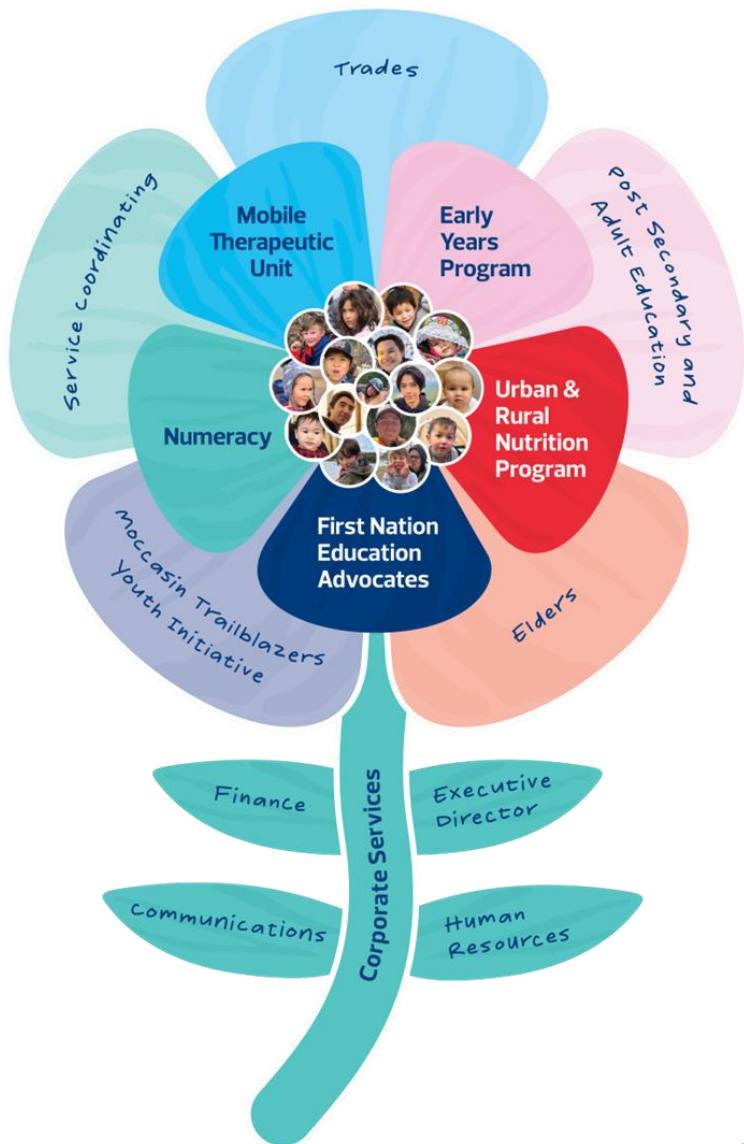 Trades
Service Coordinating
Mobile
Therapeutic
Unit
Early
Years
Program
Post Secondary and
Adult Education
Numeracy
Urban &
Rural
Nutrition
Program
First Nation
Education
Advocates
Moccasin Trailblazers
Youth Initiative
Elders
Finance
Executive
Director
Corporate Services
Communications
Human
Resources